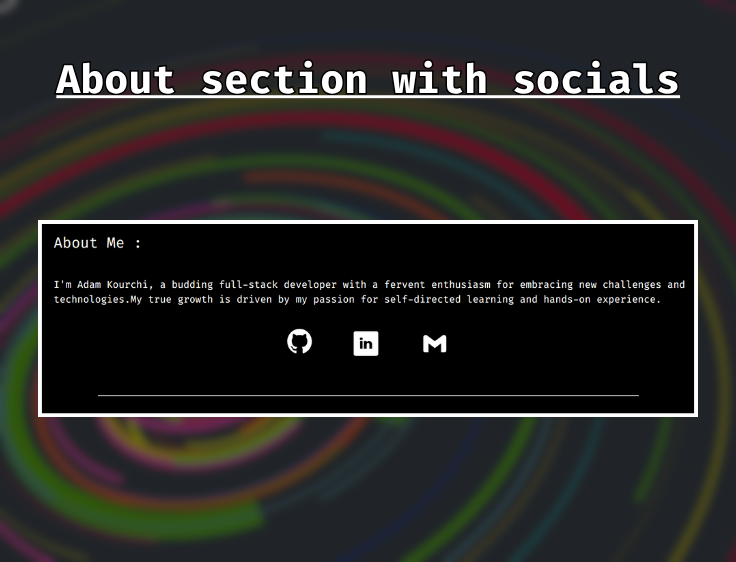 About section with socials
About Me :
I'm Adam Kourchi, a budding full-stack developer with a fervent enthusiasm for embracing new challenges and
technologies.My true growth is driven by my passion for self-directed learning and hands-on experience.
in